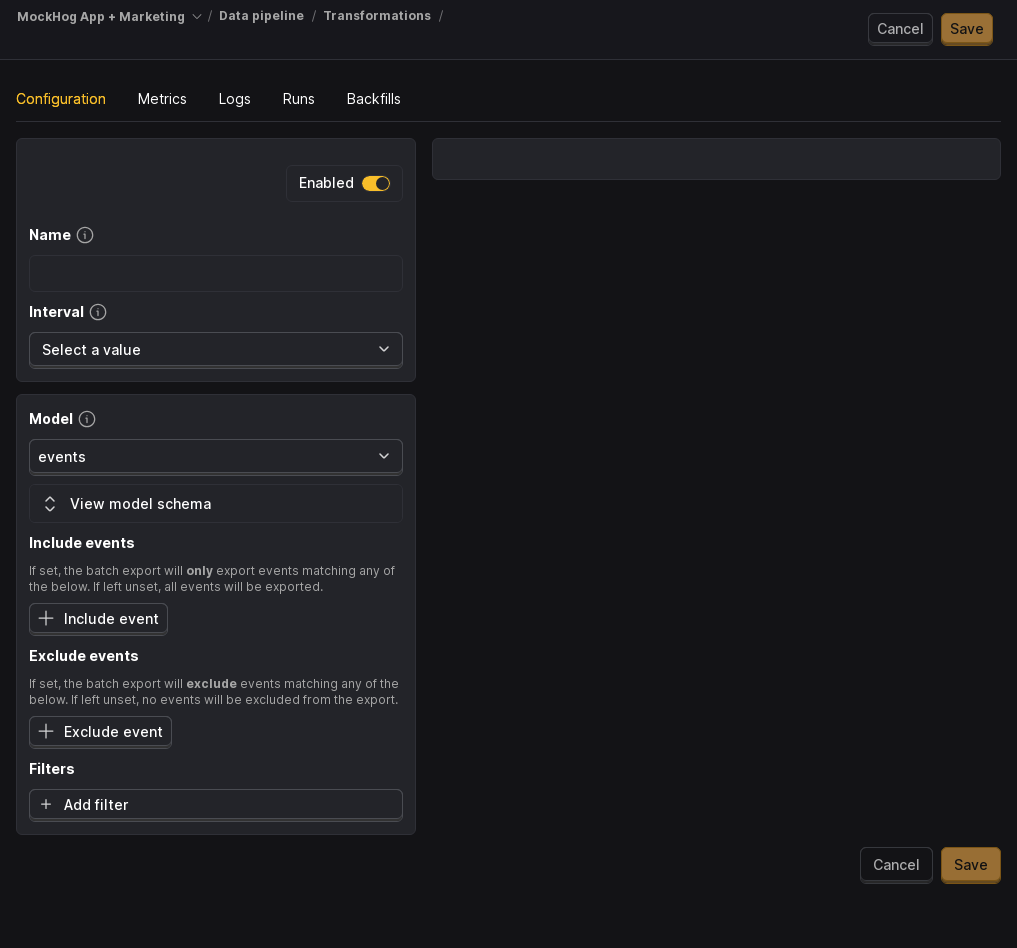 MockHog App + Marketing / Data pipeline / Transformations /
Cancel Save
Configuration Metrics Logs Runs Backfills
Enabled
Name
Interval
Select a value
Model
events
View model schema
Include events
If set, the batch export will only export events matching any of
the below. If left unset, all events will be exported.
Include event
Exclude events
If set, the batch export will exclude events matching any of the
below. If left unset, no events will be excluded from the export.
Exclude event
Filters
Add filter
Cancel Save